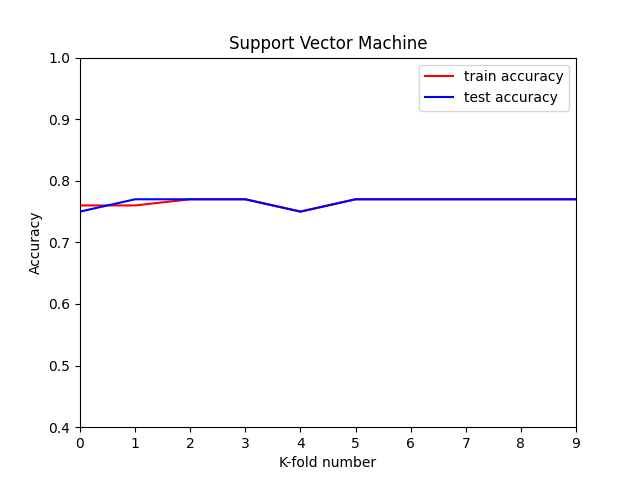 Support Vector Machine
train accuracy
test accuracy
1.0
0.9
0.8
0.7
0.6
0.5
0.4
Accuracy
0 1 2 3 4 5 6 7 8 9
K-fold number